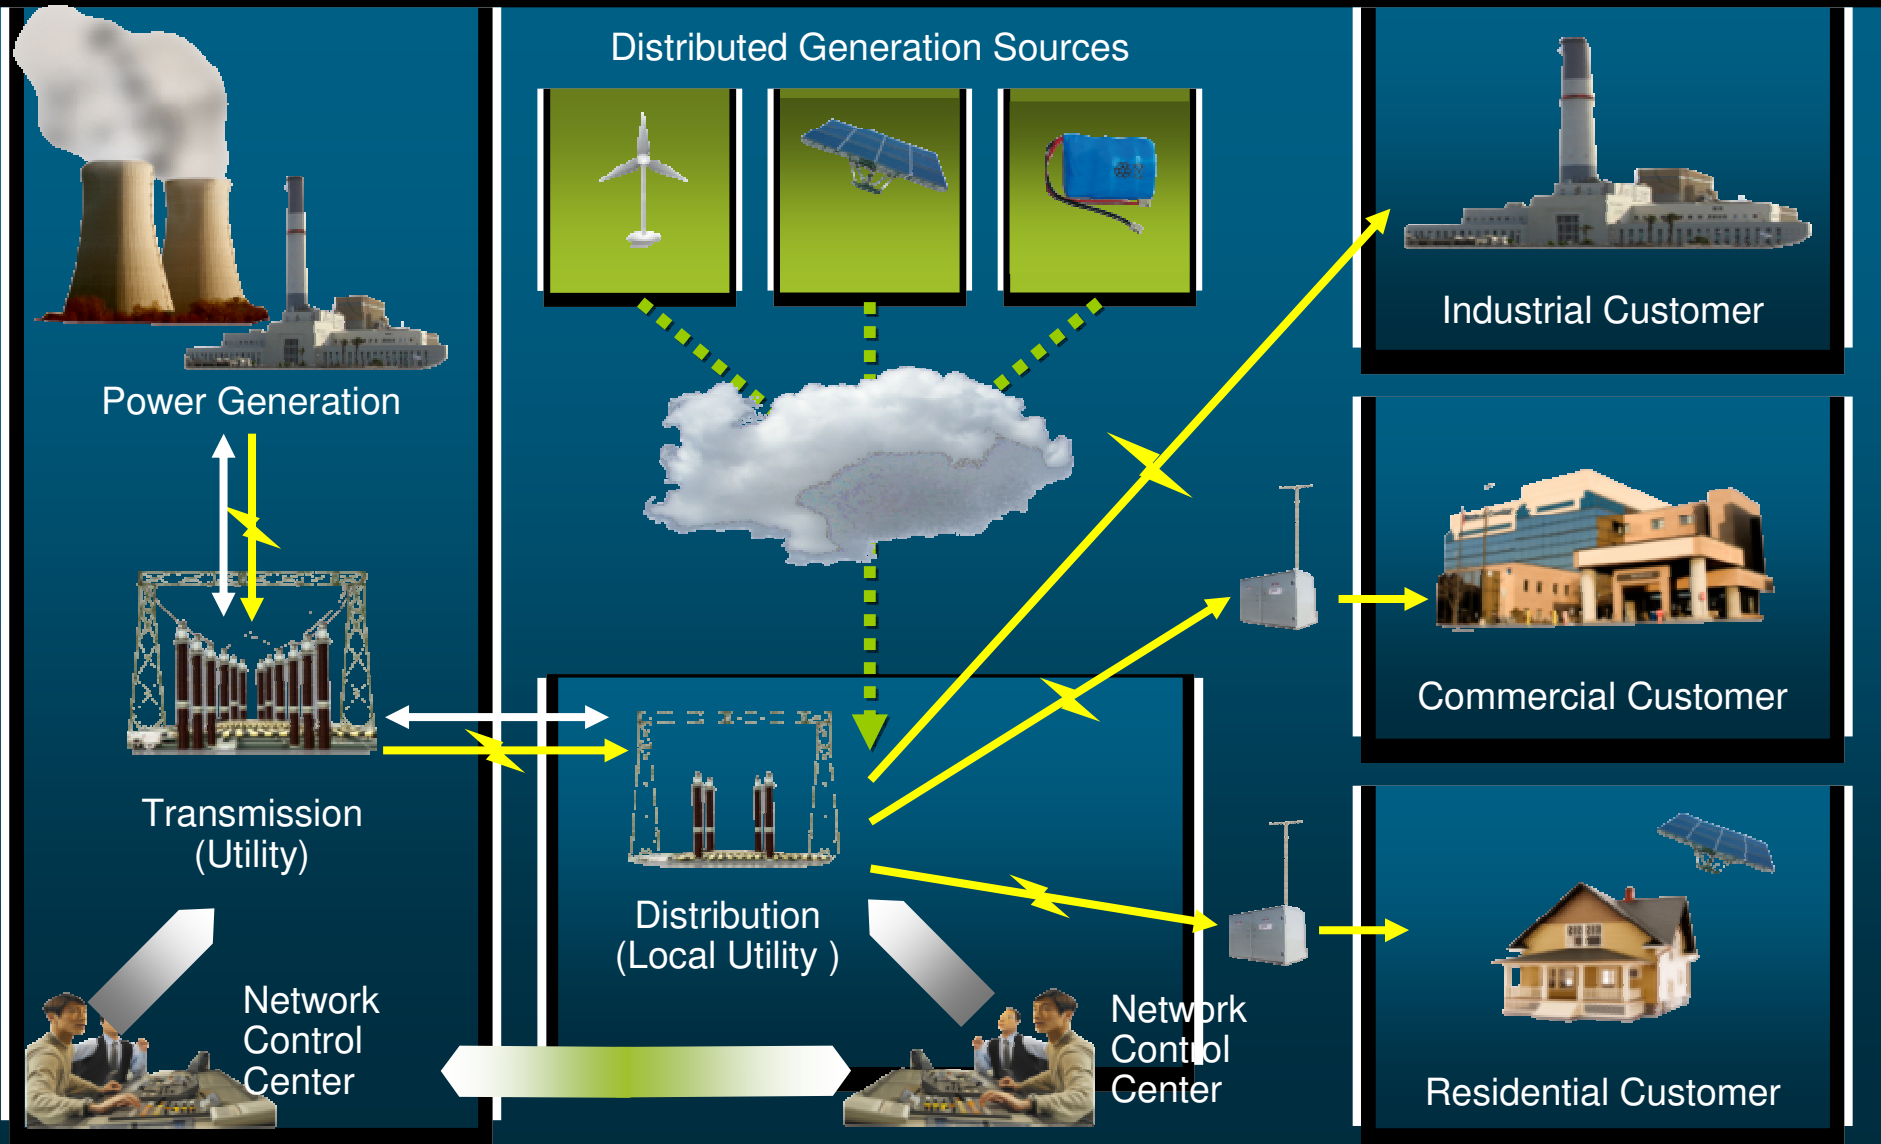 Distributed Generation Sources
Power Generation
Transmission
(Utility)
Network
Control
Center
Distribution
(Local Utility )
Network
Control
Center
Industrial Customer
Commercial Customer
Residential Customer